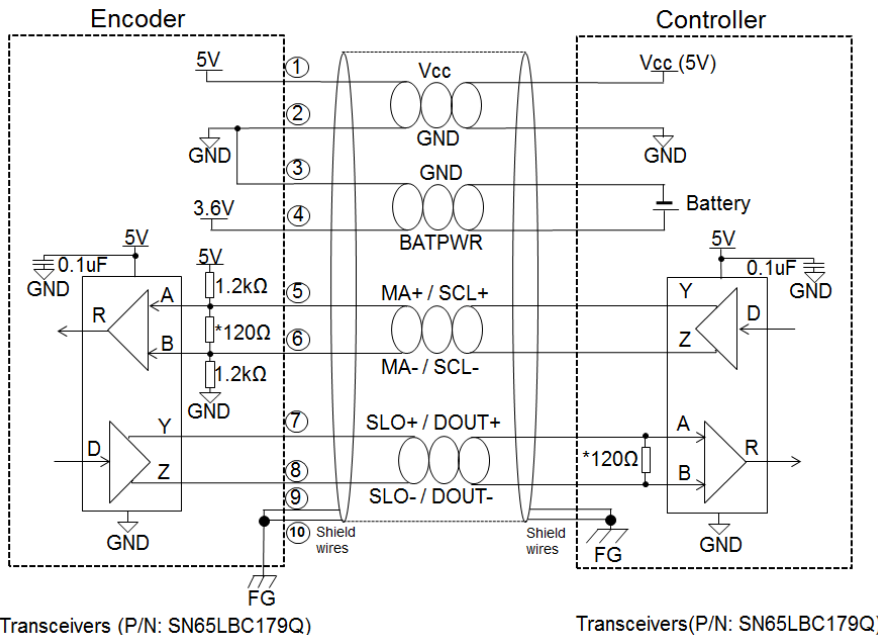 Encoder
Controller
5V
①
Vcc
Vcc (5V)
②
GND
GND
GND
③
GND
3.6V
④
Battery
BATPWR
5V
5V
5V
0.1uF
0.1uF
GND
1.2kΩ
⑤
MA+ / SCL+
Y
GND
A
R
*120Ω
D
B
⑥
Z
1.2kΩ
MA- / SCL-
GND
⑦
SLO+ / DOUT+
Y
A
D
*120Ω
R
Z
B
⑧
SLO- / DOUT-
⑨
⑩
Shield
wires
Shield
wires
GND
GND
FG
FG
Transceivers (P/N: SN65LBC179Q)
Transceivers(P/N: SN65LBC179Q)